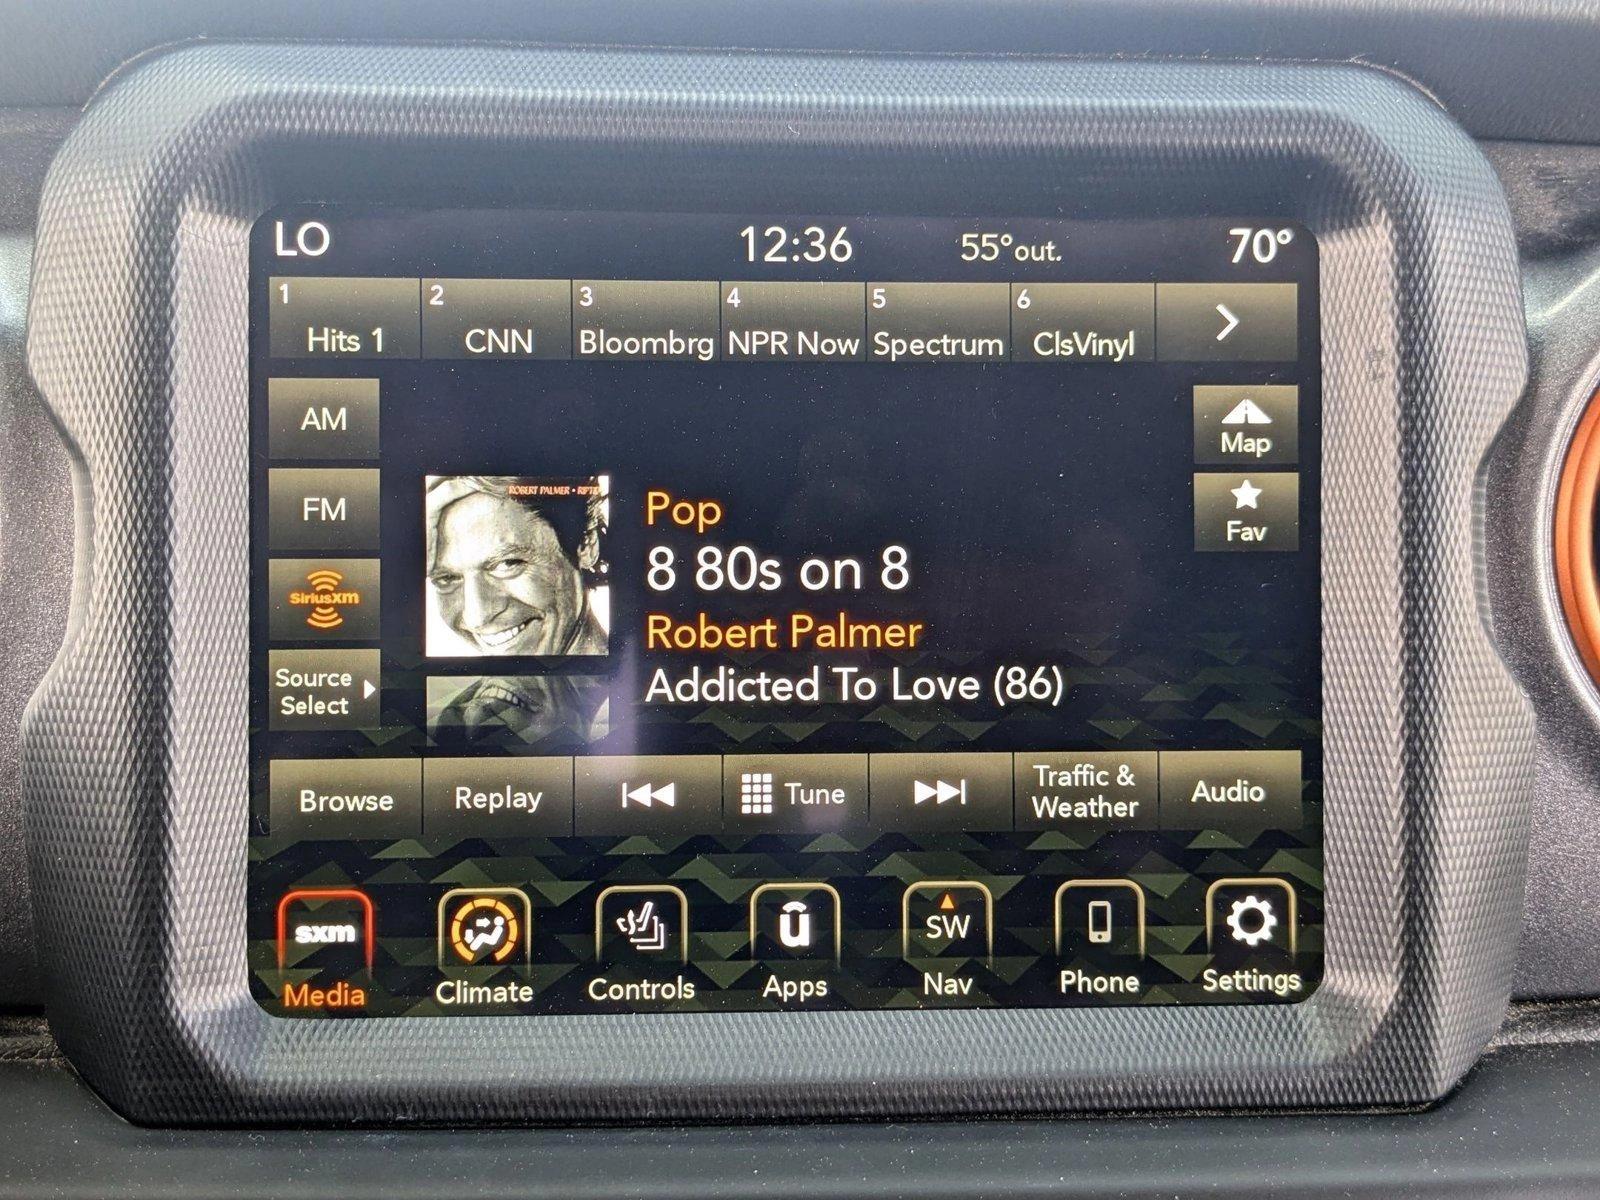 LO 12:36 55°out. 70°
1 2 3 4 5 6
Hits 1 CNN Bloombrg NPR Now Spectrum ClsVinyl
AM
Map
FM
Fav
ROBERT PALMER • RIPTID
Pop
8 80s on 8
SiriusXM
Robert Palmer
Source
Select
Addicted To Love (86)
Browse Replay Tune Traffic &
Weather Audio
sxm ū SW
Media Climate Controls Apps Nav Phone Settings